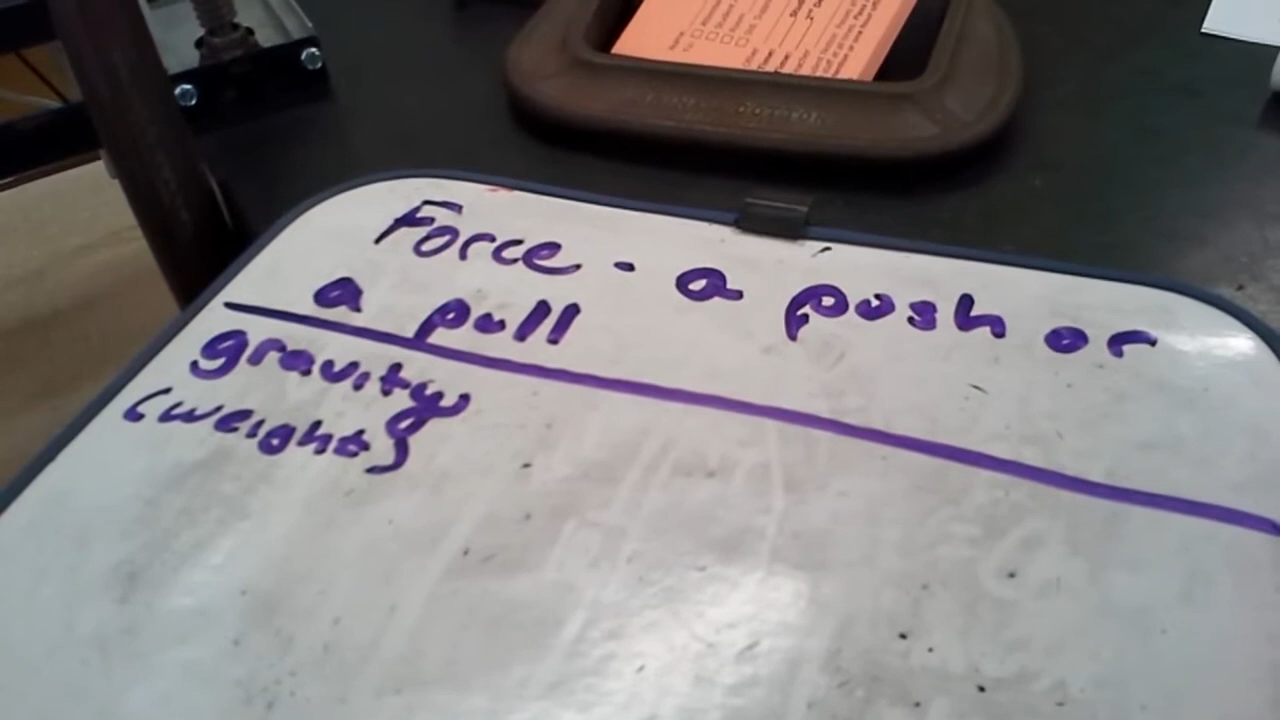 Force - a push or
a pull
gravity
(weight)